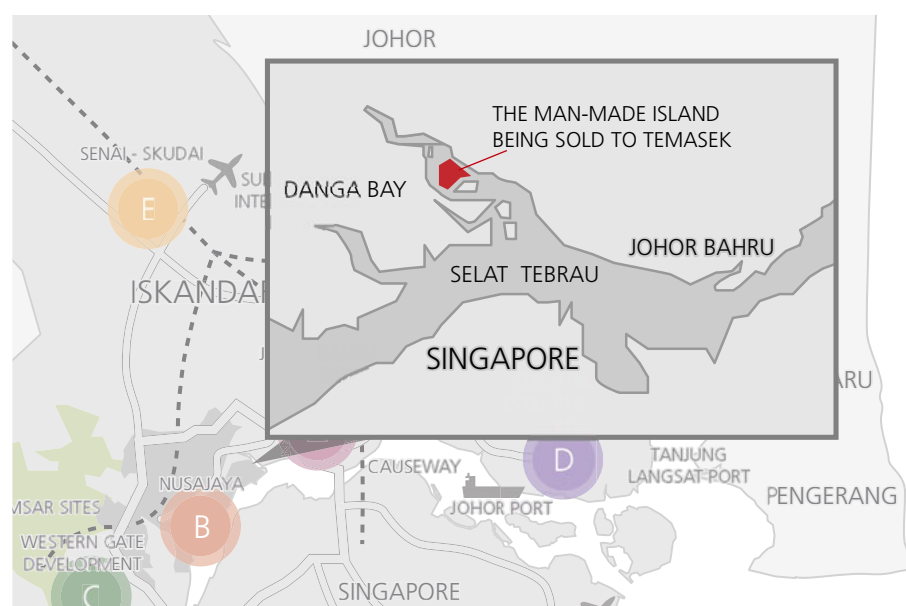 JOHOR
THE MAN-MADE ISLAND
BEING SOLD TO TEMASEK
SENAI - SKUDAI
DANGA BAY
E
JOHOR BAHRU
SELAT TEBRAU
ISKANDAR
SINGAPORE
D
CAUSEWAY
TANJUNG
LANGSAT PORT
NUSAJAYA
JOHOR PORT
PENGERANG
B
MSAR SITES
WESTERN GATE
DEVELOPMENT
C
SINGAPORE